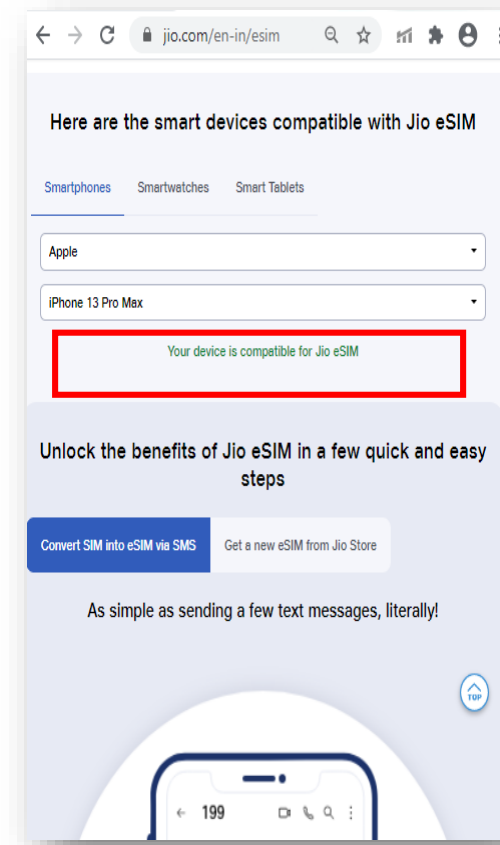 jio.com/en-in/esim
Here are the smart devices compatible with Jio eSIM
Smartphones Smartwatches Smart Tablets
Apple
iPhone 13 Pro Max
Your device is compatible for Jio eSIM
Unlock the benefits of Jio eSIM in a few quick and easy
steps
Convert SIM into eSIM via SMS Get a new eSIM from Jio Store
As simple as sending a few text messages, literally!
TOP
199